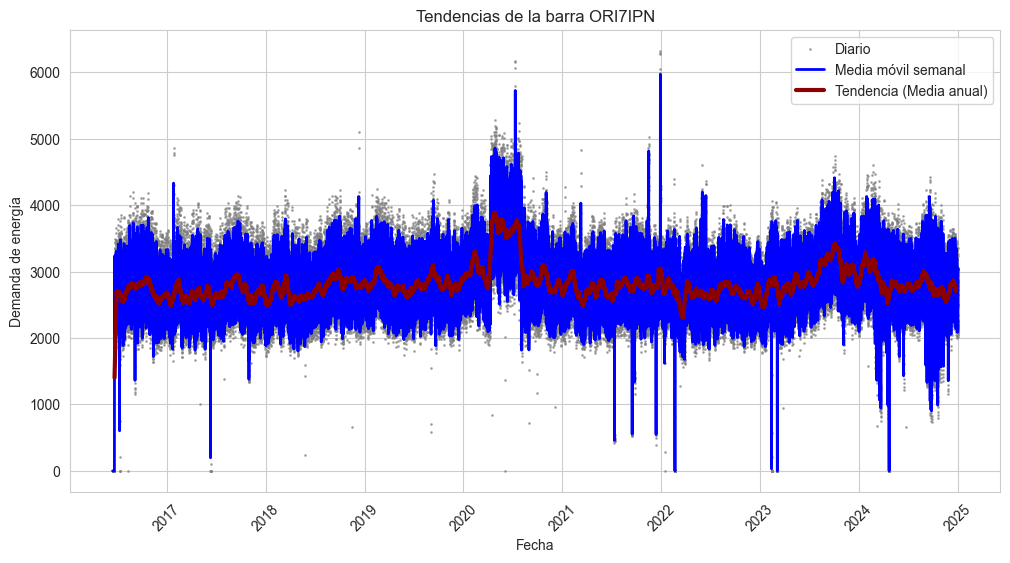 Tendencias de la barra ORI7IPN
Diario
Media móvil semanal
Tendencia (Media anual)
Demanda de energía
6000
5000
4000
3000
2000
1000
0
2017
2018
2019
2020
2021
2022
2023
2024
2025
Fecha